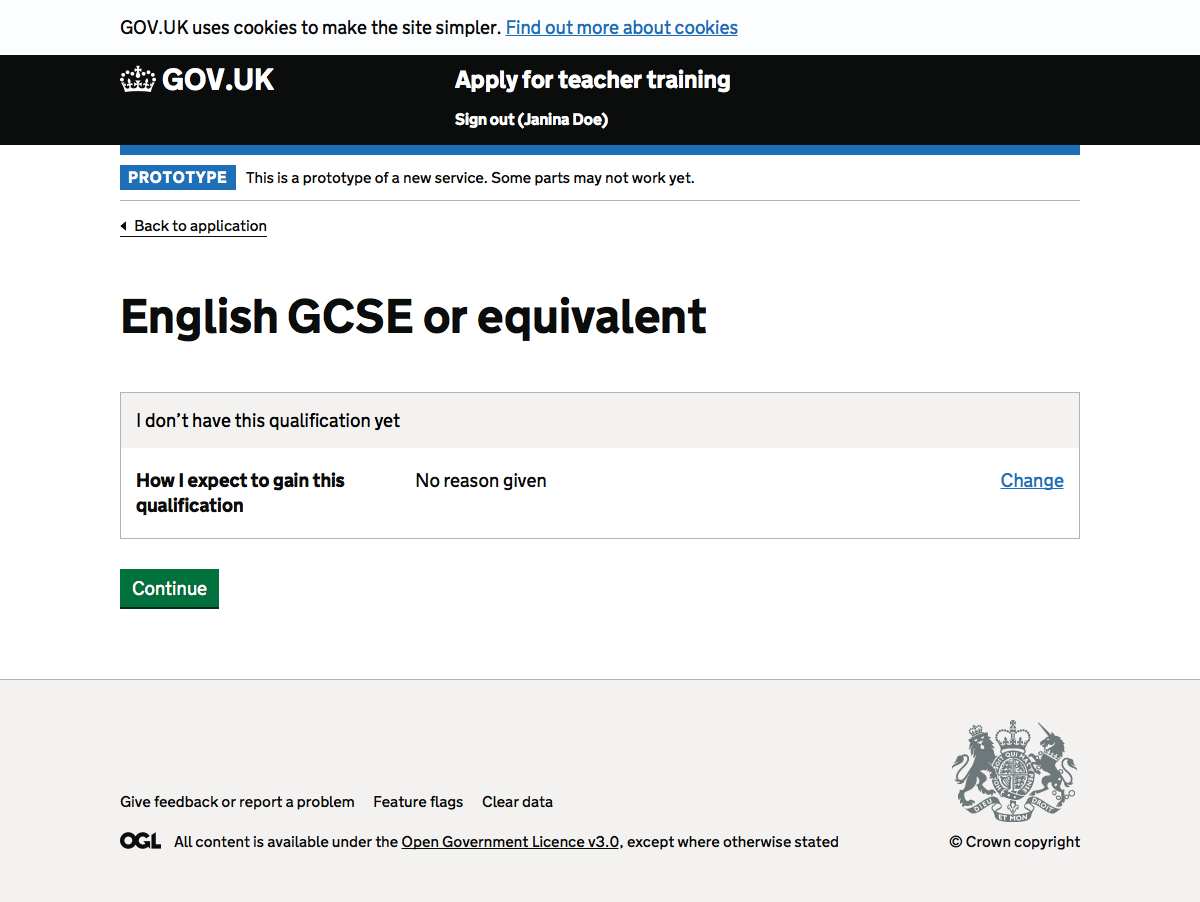 GOV.UK uses cookies to make the site simpler. Find out more about cookies
GOV.UK
Apply for teacher training
Sign out (Janina Doe)
PROTOTYPE This is a prototype of a new service. Some parts may not work yet.
Back to application
English GCSE or equivalent
I don’t have this qualification yet
How I expect to gain this No reason given Change
qualification
Continue
DIEU ET MON DROIT
Give feedback or report a problem Feature flags Clear data
OGL All content is available under the Open Government Licence v3.0, except where otherwise stated
© Crown copyright